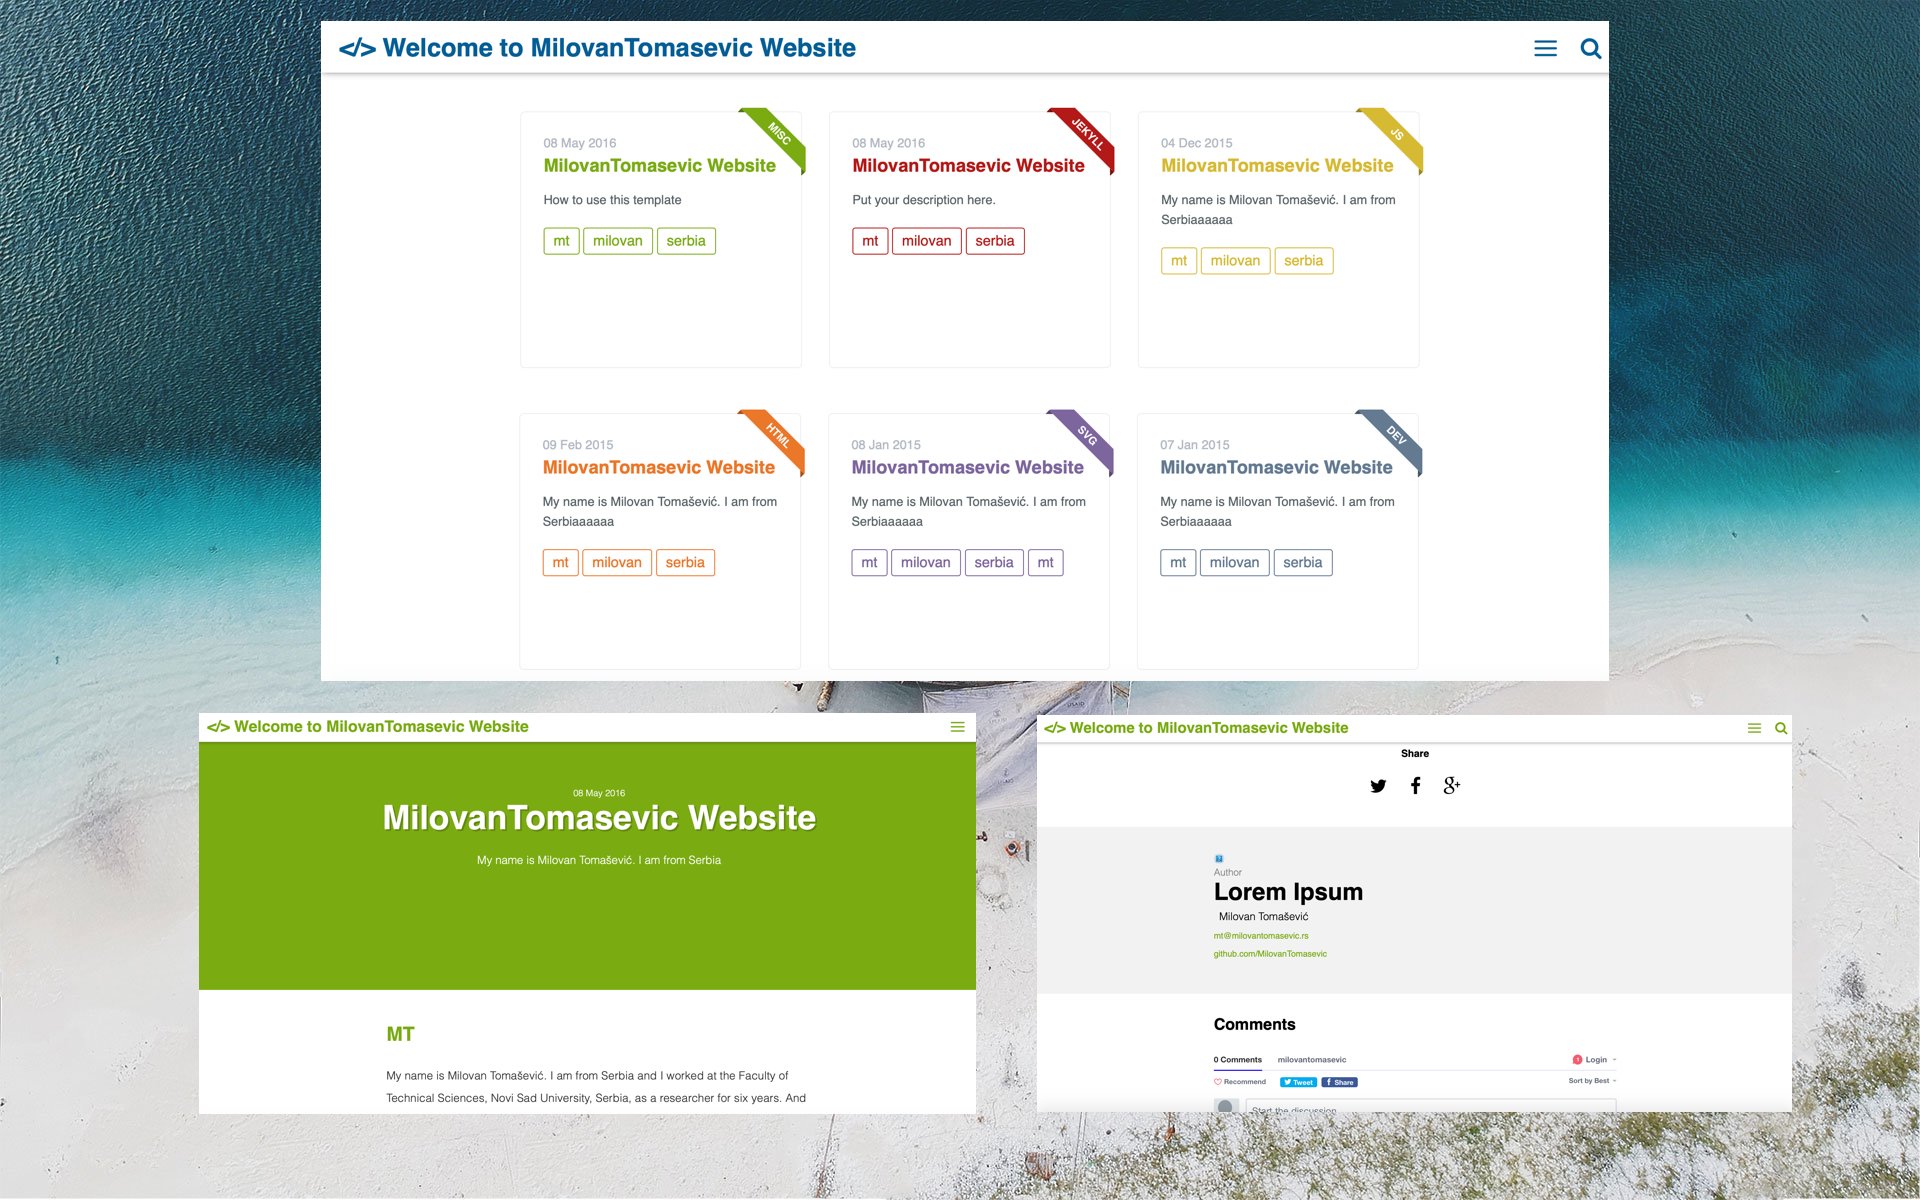 </> Welcome to MilovanTomasevic Website
MISC
08 May 2016
MilovanTomasevic Website
How to use this template
mt milovan serbia
JEKYLL
08 May 2016
MilovanTomasevic Website
Put your description here.
mt milovan serbia
JS
04 Dec 2015
MilovanTomasevic Website
My name is Milovan Tomašević. I am from
Serbiaaaaaa
mt milovan serbia
HTML
09 Feb 2015
MilovanTomasevic Website
My name is Milovan Tomašević. I am from
Serbiaaaaaa
mt milovan serbia
SVG
08 Jan 2015
MilovanTomasevic Website
My name is Milovan Tomašević. I am from
Serbiaaaaaa
mt milovan serbia mt
DEV
07 Jan 2015
MilovanTomasevic Website
My name is Milovan Tomašević. I am from
Serbiaaaaaa
mt milovan serbia
USAID
</> Welcome to MilovanTomasevic Website
08 May 2016
MilovanTomasevic Website
My name is Milovan Tomašević. I am from Serbia
MT
My name is Milovan Tomašević. I am from Serbia and I worked at the Faculty of
Technical Sciences, Novi Sad University, Serbia, as a researcher for six years. And
</> Welcome to MilovanTomasevic Website
Share
Author
Lorem Ipsum
Milovan Tomašević
mt@milovantomasevic.rs
github.com/MilovanTomasevic
Comments
0 Comments milovantomasevic Login
Recommend Tweet Share Sort by Best
Start the discussion